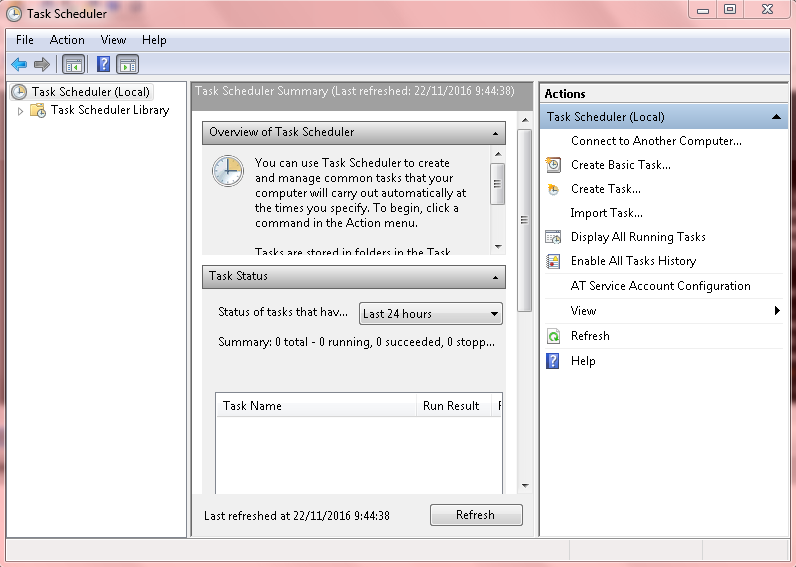 Task Scheduler
File Action View Help
Task Scheduler (Local)
Task Scheduler Library
Task Scheduler Summary (Last refreshed: 22/11/2016 9:44:38)
Overview of Task Scheduler
You can use Task Scheduler to create
and manage common tasks that your
computer will carry out automatically at
the times you specify. To begin, click a
command in the Action menu.
Tasks are stored in folders in the Task
Task Status
Status of tasks that hav... Last 24 hours
Summary: 0 total - 0 running, 0 succeeded, 0 stopp...
Task Name Run Result
Last refreshed at 22/11/2016 9:44:38 Refresh
Actions
Task Scheduler (Local)
Connect to Another Computer...
Create Basic Task...
Create Task...
Import Task...
Display All Running Tasks
Enable All Tasks History
AT Service Account Configuration
View
Refresh
Help